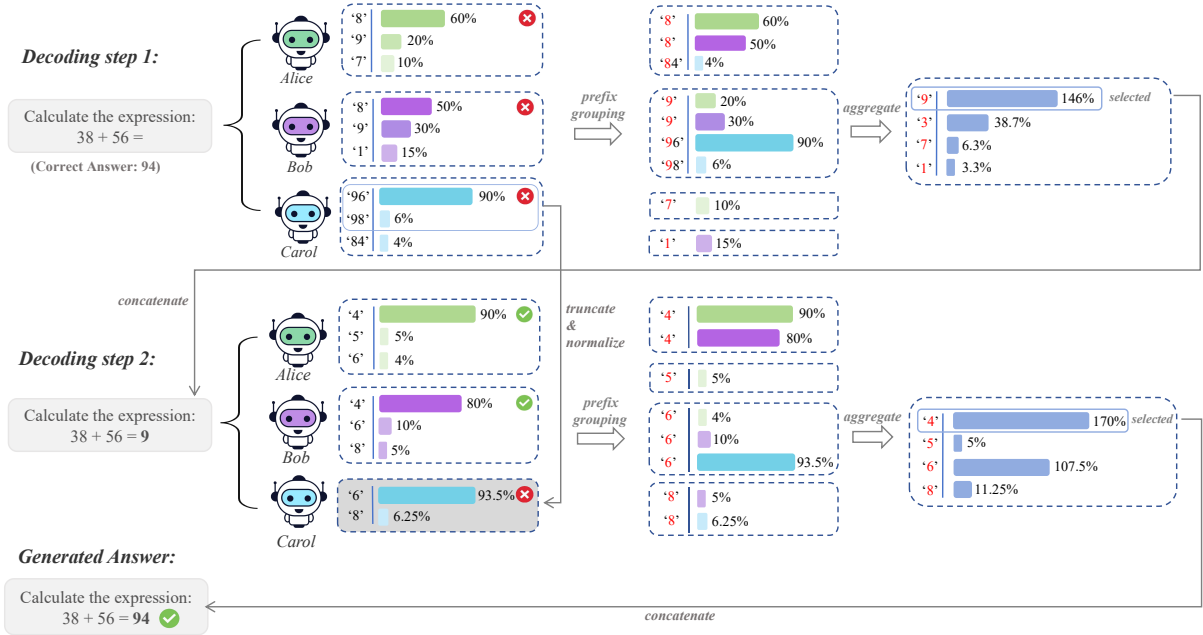 Decoding step 1:
Calculate the expression:
38 + 56 =
(Correct Answer: 94)
Alice
‘8’ 60%
‘9’ 20%
‘7’ 10%
Bob
‘8’ 50%
‘9’ 30%
‘1’ 15%
Carol
‘96’ 90%
‘98’ 6%
‘84’ 4%
prefix
grouping
‘8’ 60%
‘8’ 50%
‘84’ 4%
‘9’ 20%
‘9’ 30%
‘96’ 90%
‘98’ 6%
‘7’ 10%
‘1’ 15%
aggregate
‘9’ 146% selected
‘3’ 38.7%
‘7’ 6.3%
‘1’ 3.3%
concatenate
truncate
&
normalize
Decoding step 2:
Calculate the expression:
38 + 56 = 9
Alice
‘4’ 90%
‘5’ 5%
‘6’ 4%
Bob
‘4’ 80%
‘6’ 10%
‘8’ 5%
Carol
‘6’ 93.5%
‘8’ 6.25%
prefix
grouping
‘4’ 90%
‘4’ 80%
‘5’ 5%
‘6’ 4%
‘6’ 10%
‘6’ 93.5%
‘8’ 5%
‘8’ 6.25%
aggregate
‘4’ 170% selected
‘5’ 5%
‘6’ 107.5%
‘8’ 11.25%
Generated Answer:
Calculate the expression:
38 + 56 = 94
concatenate